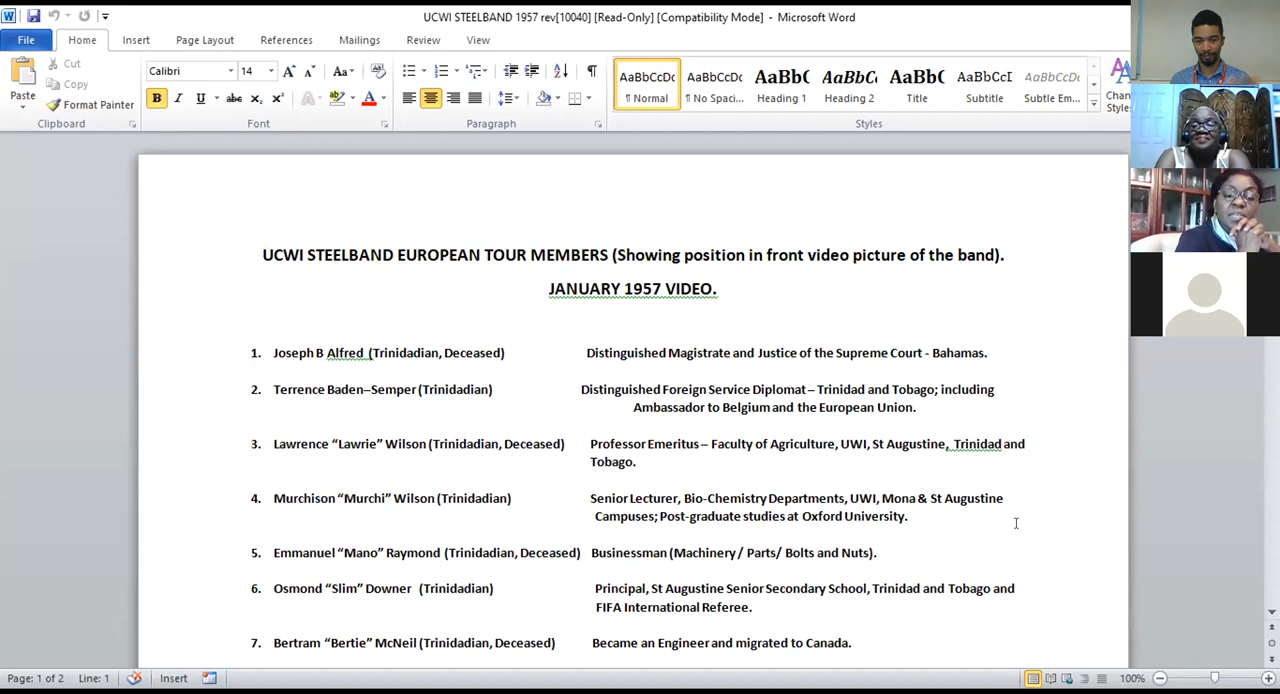 UCWI STEELBAND 1957 rev[10040] [Read-Only] [Compatibility Mode] - Microsoft Word
File Home Insert Page Layout References Mailings Review View
Cut
Copy
Paste Format Painter
Calibri 14
AaBbCcDc AaBbCcDc AaBbC AaBbCc AaBbC AaBbCcI AaBbCcDc
¶ Normal ¶ No Spaci... Heading 1 Heading 2 Title Subtitle Subtle Em...
Styles
Clipboard Font Paragraph Styles
UCWI STEELBAND EUROPEAN TOUR MEMBERS (Showing position in front video picture of the band).
JANUARY 1957 VIDEO.
1. Joseph B Alfred (Trinidadian, Deceased) Distinguished Magistrate and Justice of the Supreme Court - Bahamas.
2. Terrence Baden–Semper (Trinidadian) Distinguished Foreign Service Diplomat – Trinidad and Tobago; including
Ambassador to Belgium and the European Union.
3. Lawrence “Lawrie” Wilson (Trinidadian, Deceased) Professor Emeritus – Faculty of Agriculture, UWI, St Augustine, Trinidad and
Tobago.
4. Murchison “Murchi” Wilson (Trinidadian) Senior Lecturer, Bio-Chemistry Departments, UWI, Mona & St Augustine
Campuses; Post-graduate studies at Oxford University.
5. Emmanuel “Mano” Raymond (Trinidadian, Deceased) Businessman (Machinery/ Parts/ Bolts and Nuts).
6. Osmond “Slim” Downer (Trinidadian) Principal, St Augustine Senior Secondary School, Trinidad and Tobago and
FIFA International Referee.
7. Bertram “Bertie” McNeil (Trinidadian, Deceased) Became an Engineer and migrated to Canada.
Page: 1 of 2 Line: 1 Insert 100%